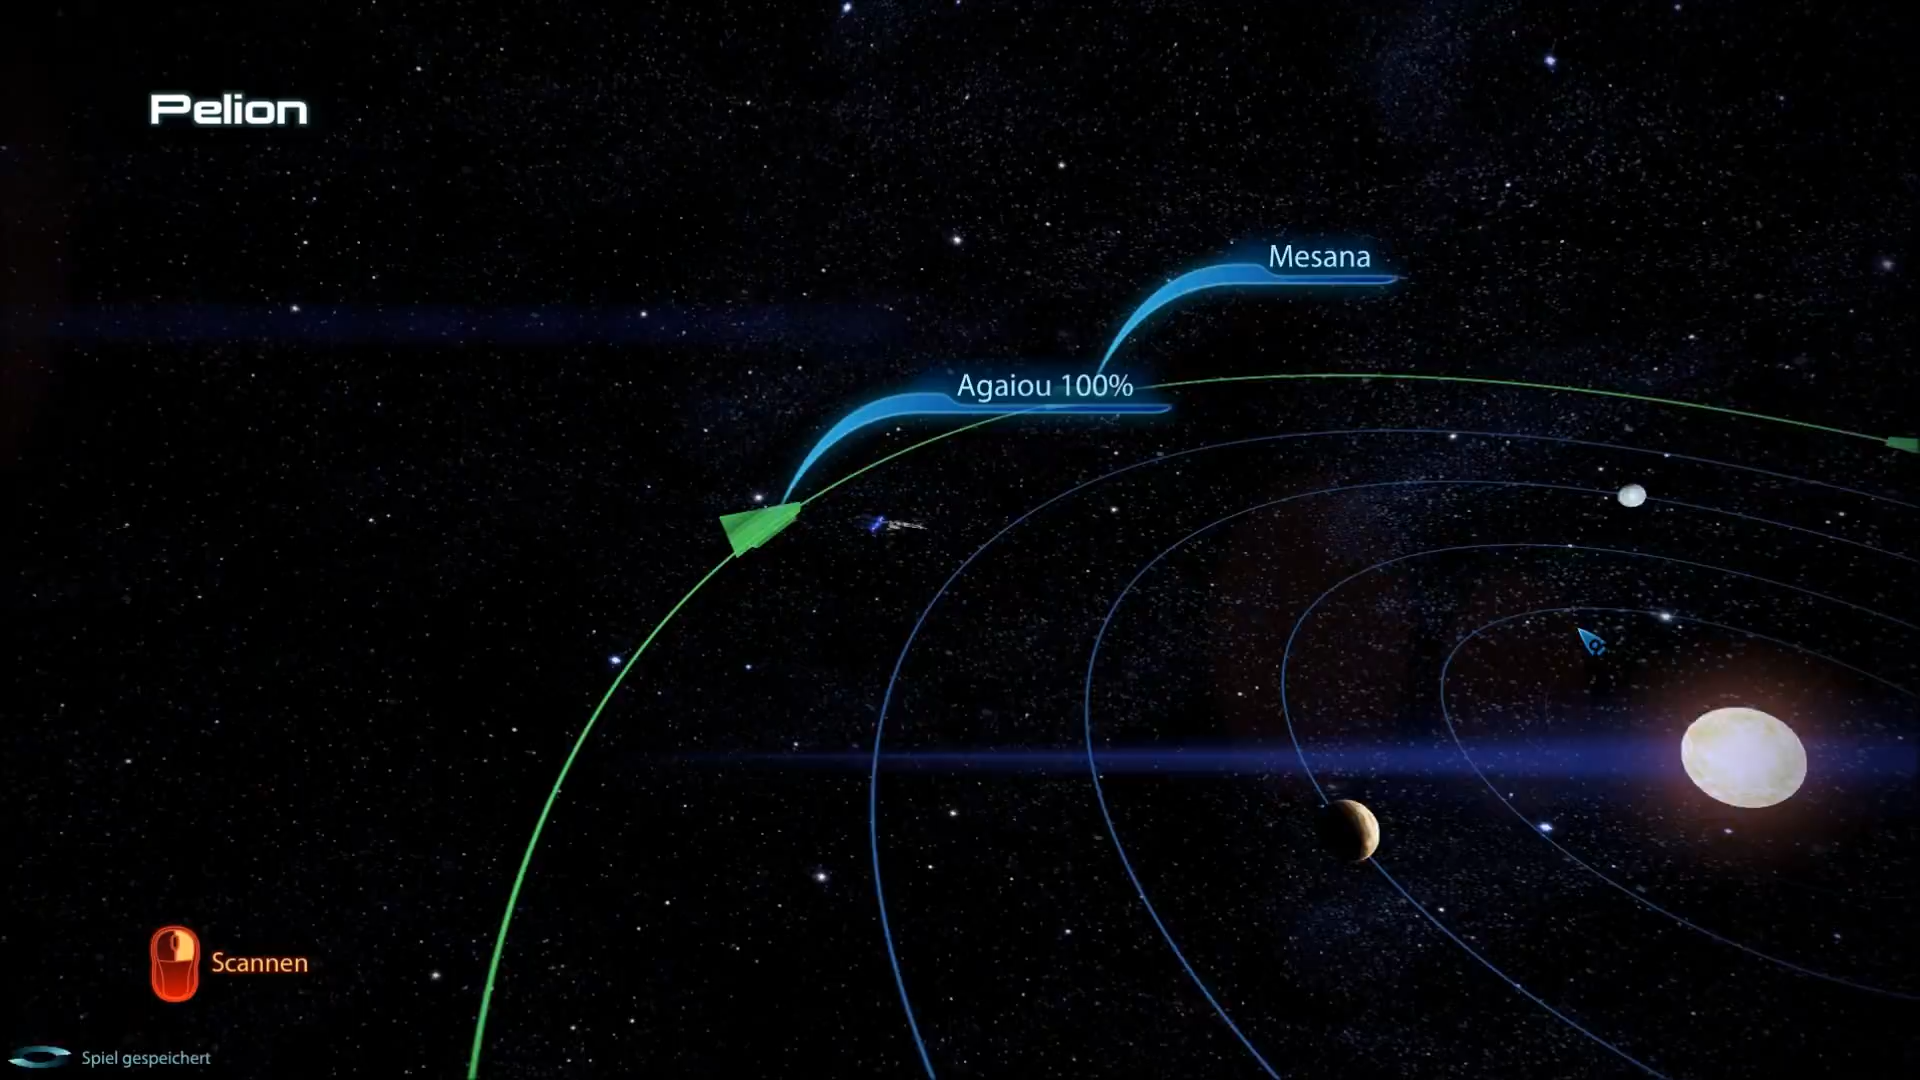 Pelion
Mesana
Agaiou 100%
Scannen
Spiel gespeichert